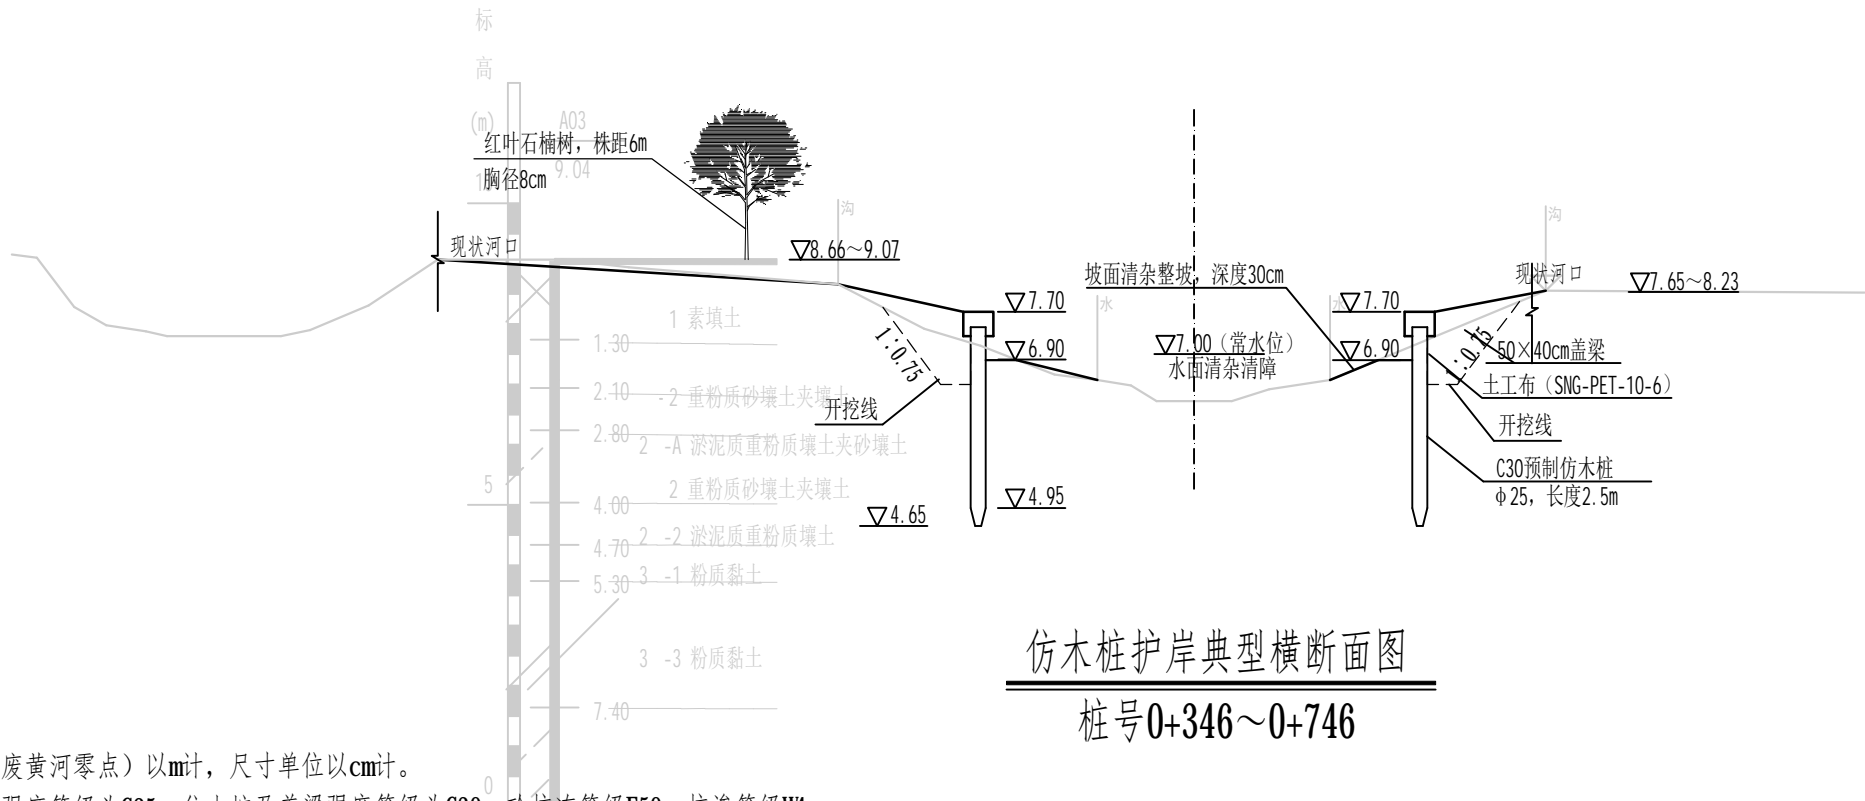 标
高
(m)
A03
9.04
红叶石楠树，株距6m
胸径8cm
现状河口
沟
▽8.66～9.07
▽7.70
水
▽6.90
1:0.75
开挖线
▽4.65
▽4.95
坡面清杂整坡，深度30cm
▽7.00（常水位）
水面清杂清障
水
▽7.70
▽6.90
沟
现状河口
▽7.65～8.23
50×40cm盖梁
土工布（SNG-PET-10-6）
开挖线
C30预制仿木桩
φ25，长度2.5m
1 素填土
1.30
2.10
-2 重粉质砂壤土夹壤土
2.80
2 -A 淤泥质重粉质壤土夹砂壤土
5
2 重粉质砂壤土夹壤土
4.00
2 -2 淤泥质重粉质壤土
4.70
3 -1 粉质黏土
5.30
3 -3 粉质黏土
7.40
0
仿木桩护岸典型横断面图
桩号0+346～0+746
废黄河零点）以m计，尺寸单位以cm计。